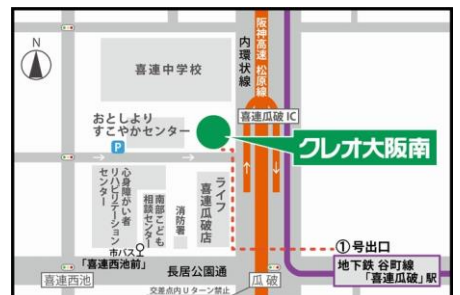 N
喜連中学校
内環状線
阪神高速 松原線
おとしより
すこやかセンター
喜連瓜破IC
クレオ大阪南
P
心身障がい者
リハビリテーション
センター
南部こども
相談センター
消防署
ライフ
喜連瓜破店
市バス
「喜連西池前」
①号出口
地下鉄 谷町線
「喜連瓜破」駅
長居公園通
喜連西池
瓜破
交差点内Uターン禁止